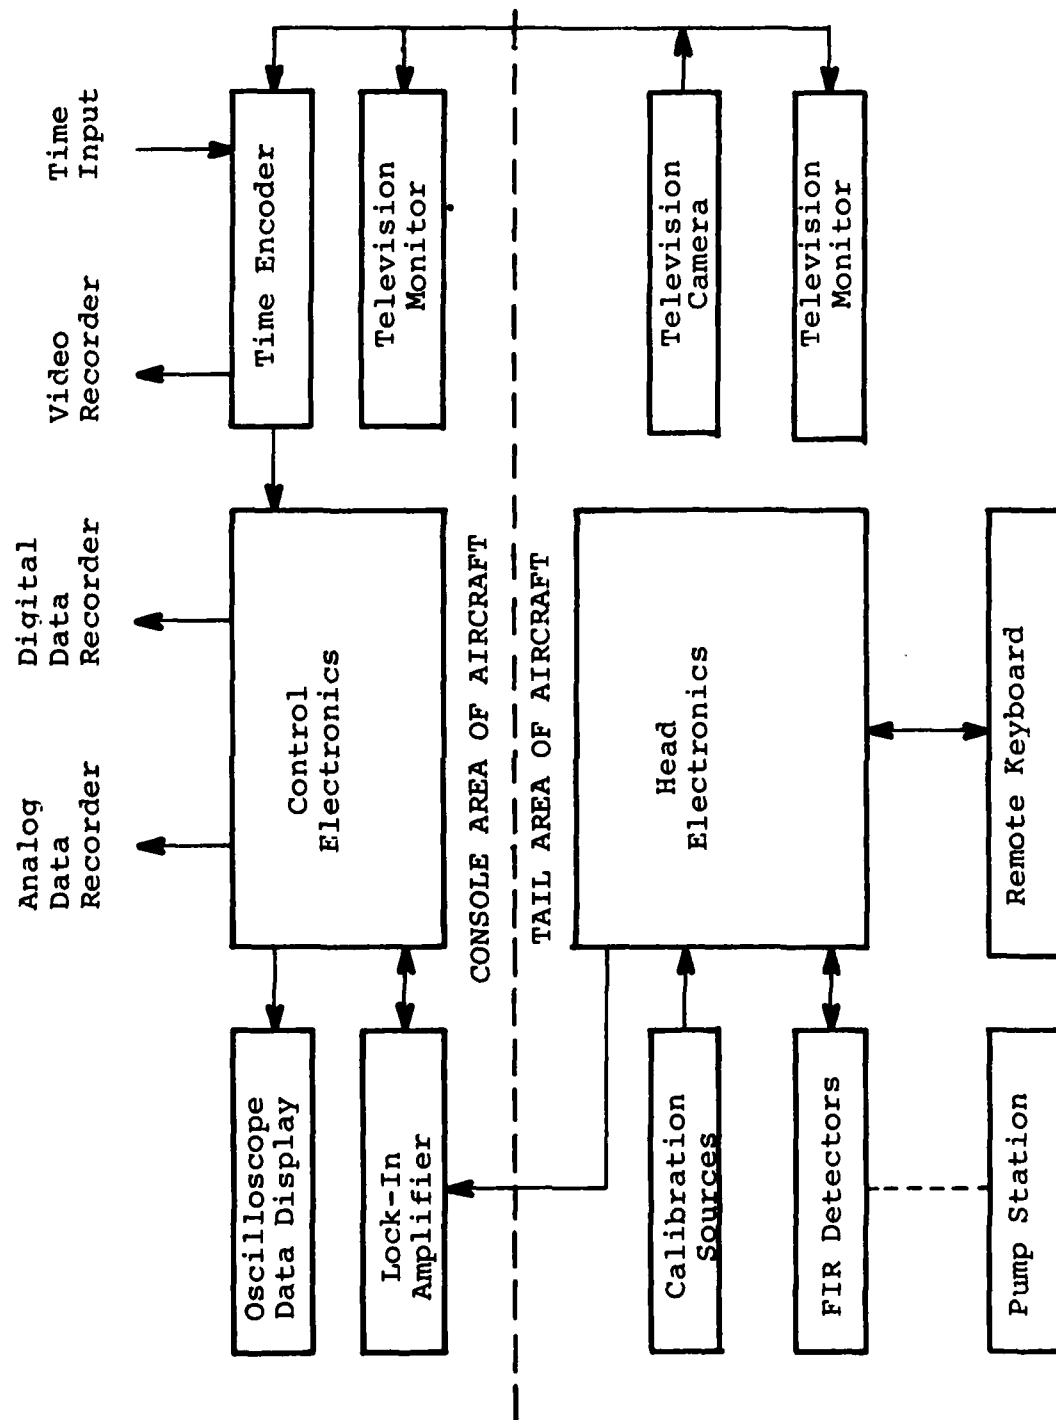 Analog
Data
Recorder
Digital
Data
Recorder
Video
Recorder
Time
Input
Oscilloscope
Data Display
Lock-In
Amplifier
Control
Electronics
Time Encoder
Television
Monitor
CONSOLE AREA OF AIRCRAFT
TAIL AREA OF AIRCRAFT
Calibration
Sources
FIR Detectors
Head
Electronics
Television
Camera
Television
Monitor
Pump Station
Remote Keyboard